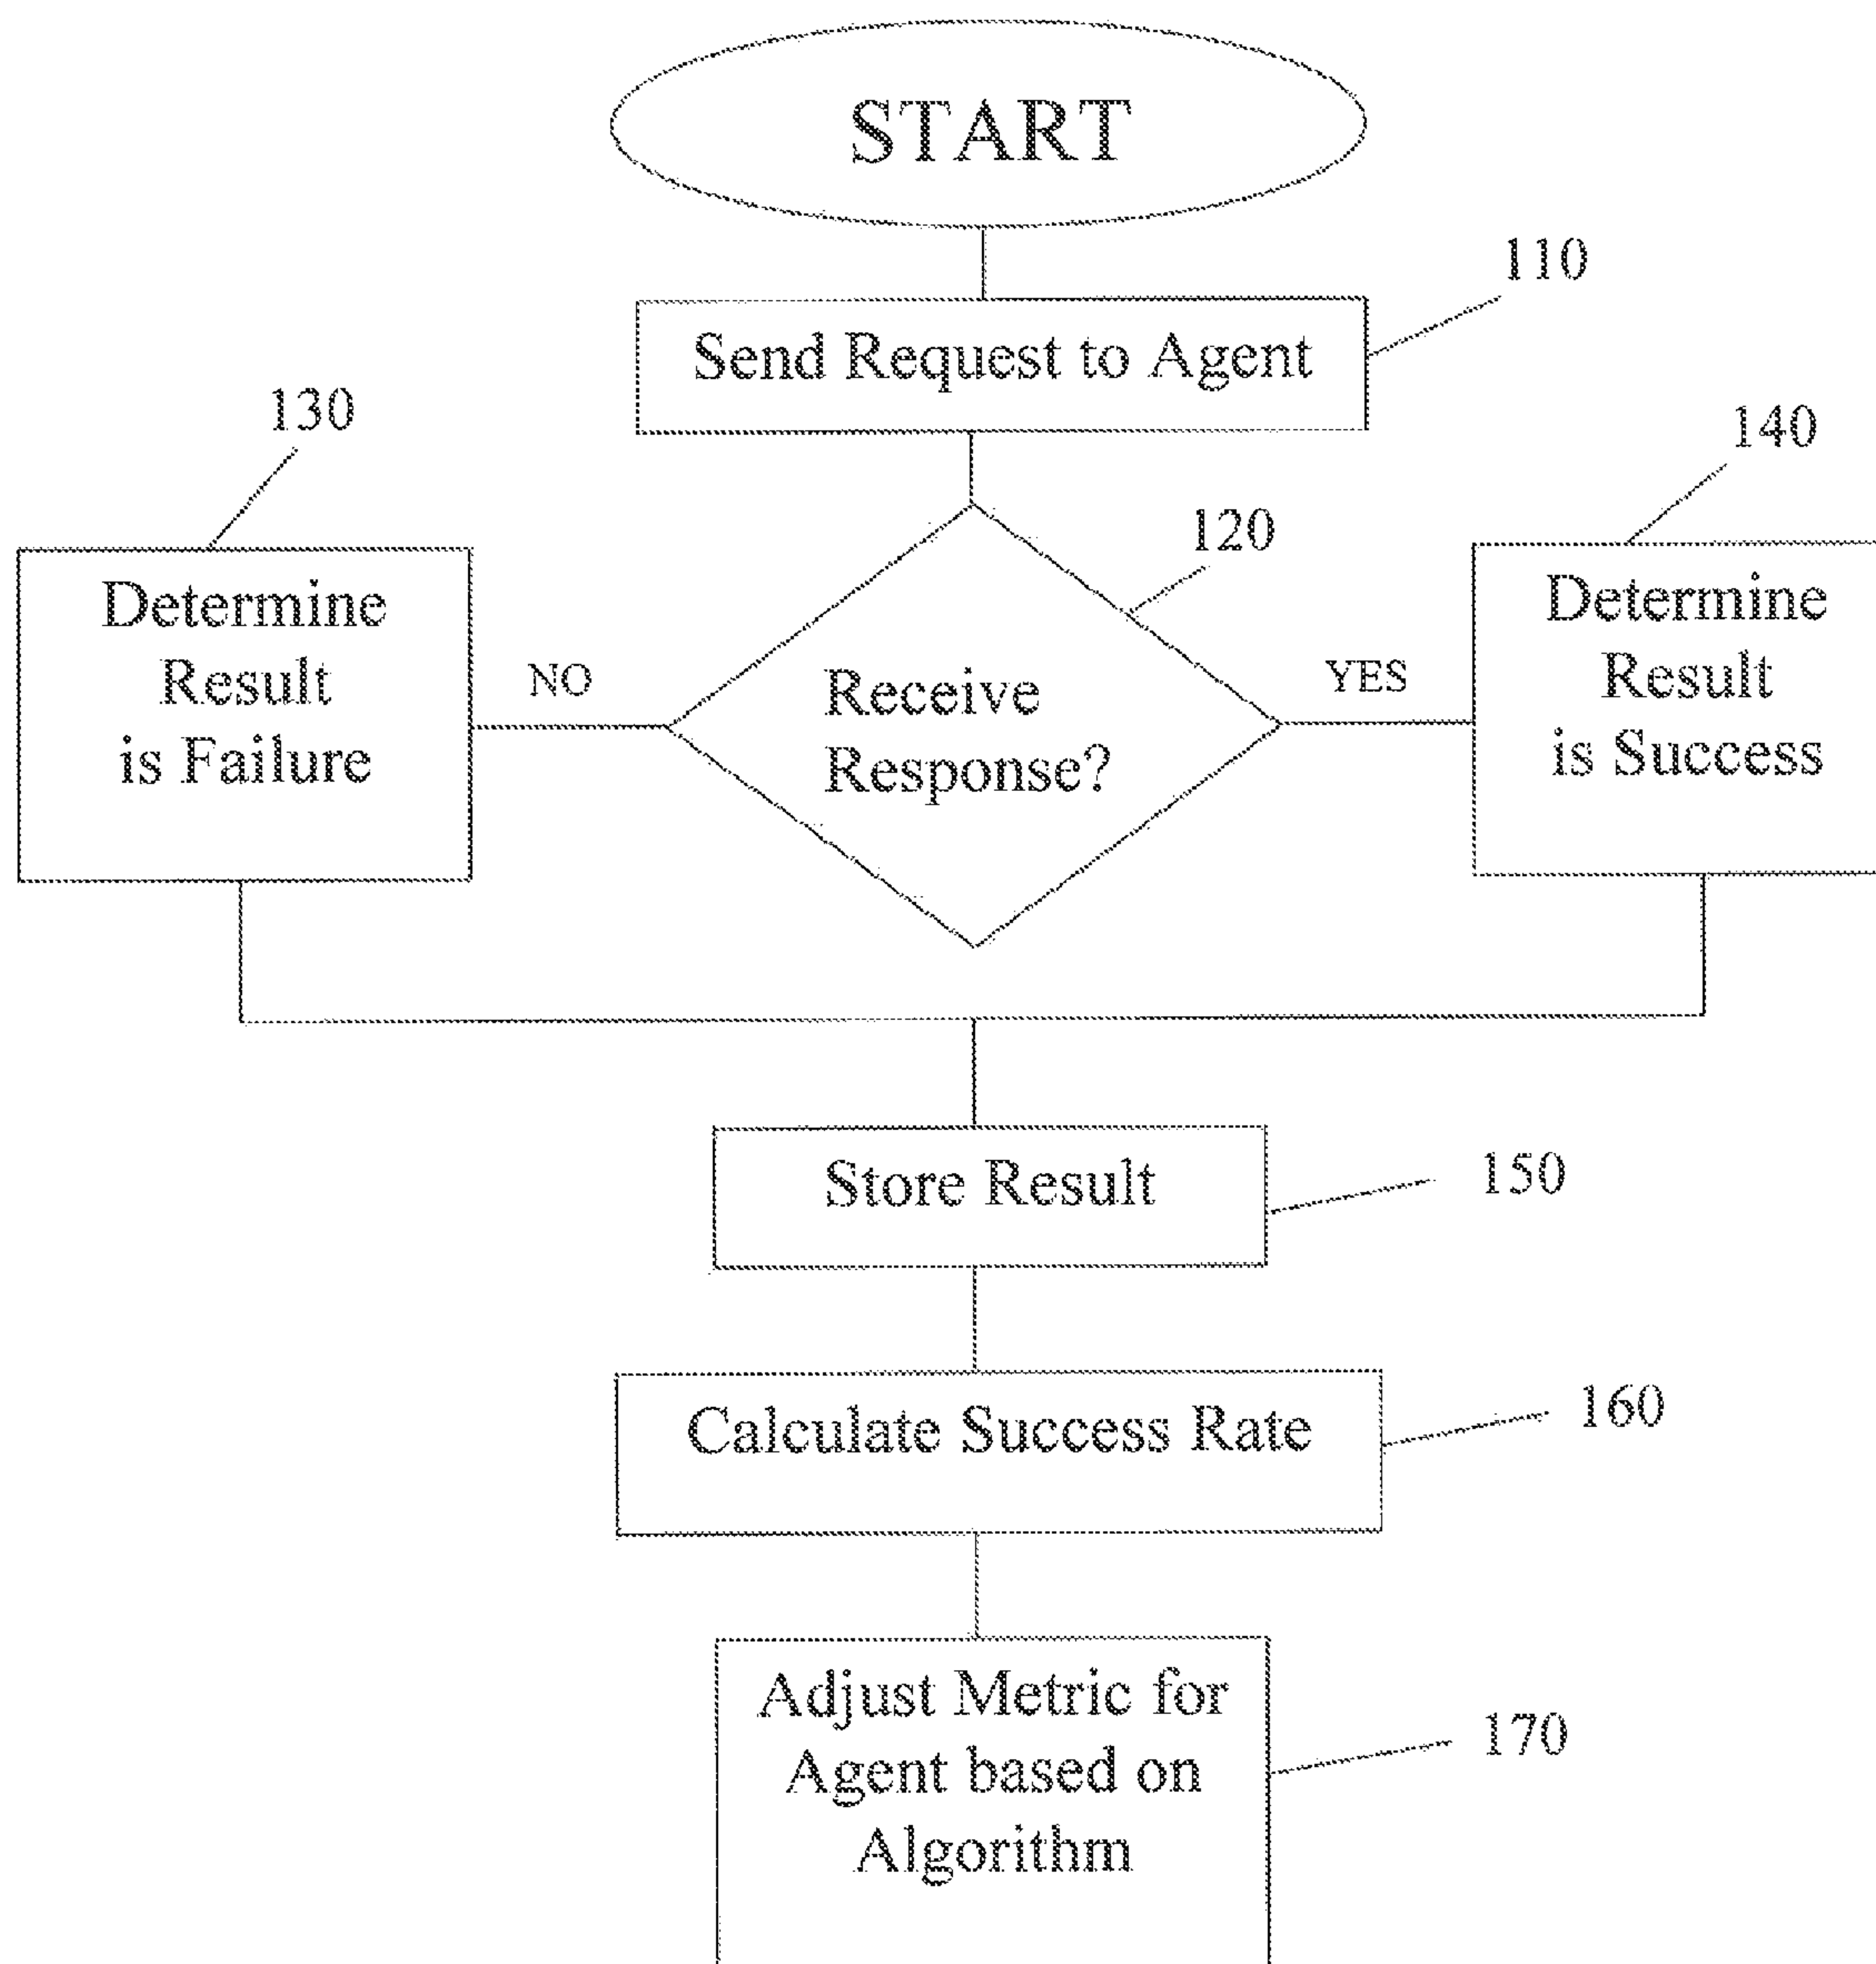 START
110
Send Request to Agent
130
140
120
Determine
Result
is Failure
NO
Receive
Response?
YES
Determine
Result
is Success
Store Result
150
Calculate Success Rate
160
Adjust Metric for
Agent based on
Algorithm
170